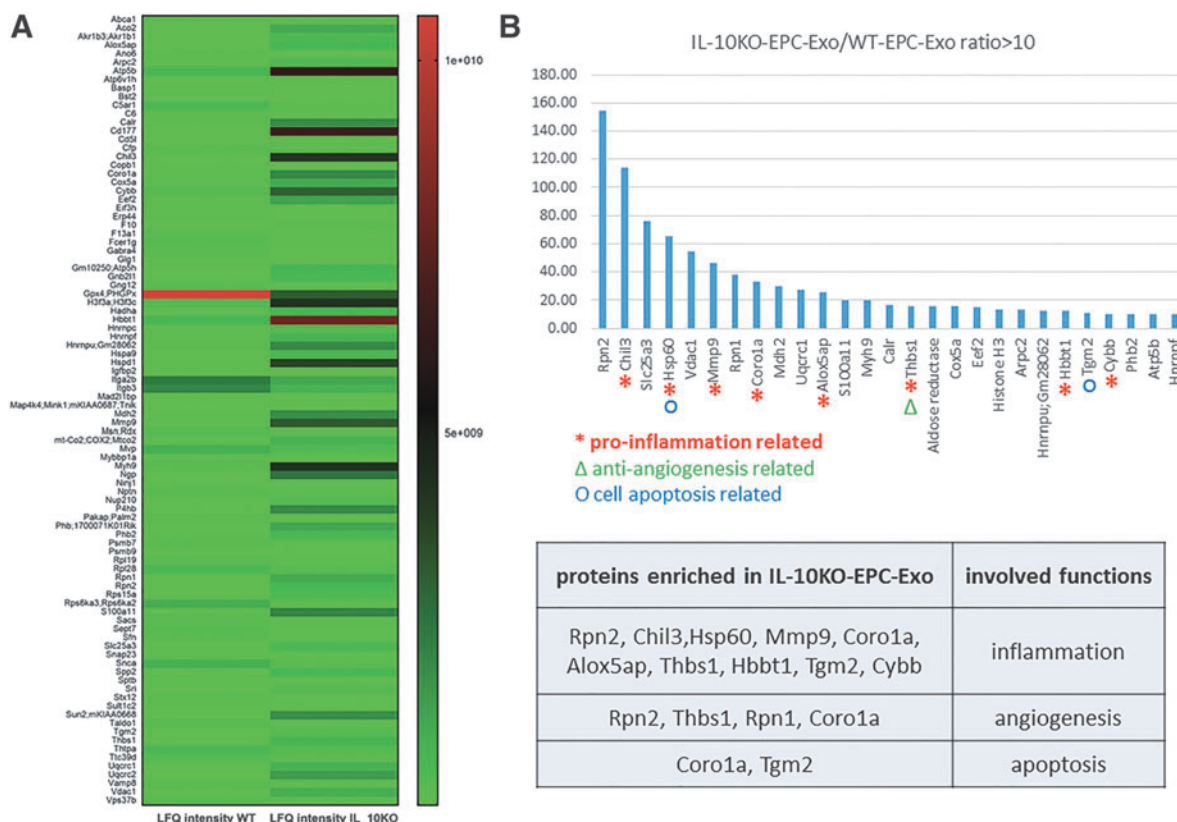 A
Abca1
Aco2
Akr1b3;Akr1b1
Alox5ap
Ano6
Arpc2
Atp5b
Atp6v1h
Basp1
Bst2
C5ar1
C6
Calr
Cd177
Cd5l
Cfp
Chil3
Copb1
Coro1a
Cox5a
Cybb
Eef2
Eif3h
Erp44
F10
F13a1
Fcer1g
Gabra4
Glg1
Gm10250;Atp5h
Gnb2l1
Gng12
Gpx4;PHGPx
H3f3a;H3f3c
Hadha
Hbbt1
Hnrnpc
Hnrnpf
Hnrnpu;Gm28062
Hspa9
Hspd1
Igfbp2
Itga2b
Itgb3
Mad2l1bp
Map4k4;Mink1;mKIAA0687;Tnik
Mdh2
Mmp9
Msn;Rdx
mt-Co2;COX2;Mtco2
Mvp
Mybbp1a
Myh9
Ngp
Ninj1
Nptn
Nup210
P4hb
Pakap;Palm2
Phb;1700071K01Rik
Phb2
Psmb7
Psmb9
Rpl19
Rpl28
Rpn1
Rpn2
Rps15a
Rps6ka3;Rps6ka2
S100a11
Sacs
Sept7
Sfn
Slc25a3
Snap23
Snca
Spp2
Sptb
Sri
Stx12
Sult1c2
Sun2;mKIAA0668
Taldo1
Tgm2
Thbs1
Thtpa
Ttc39d
Uqcrc1
Uqcrc2
Vamp8
Vdac1
Vps37b
LFQ intensity WT LFQ intensity IL_10KO
1e+010
5e+009
B
IL-10KO-EPC-Exo/WT-EPC-Exo ratio>10
180.00
160.00
140.00
120.00
100.00
80.00
60.00
40.00
20.00
0.00
Rpn2
* Chil3
Slc25a3
O * Hsp60
Vdac1
* Mmp9
Rpn1
* Coro1a
Mdh2
Uqcrc1
* Alox5ap
S100a11
Myh9
Calr
Δ * Thbs1
Aldose reductase
Cox5a
Eef2
Histone H3
Arpc2
Hnrnpu;Gm28062
* Hbbt1
O Tgm2
* Cybb
Phb2
Atp5b
Hnrnpf
* pro-inflammation related
Δ anti-angiogenesis related
O cell apoptosis related
proteins enriched in IL-10KO-EPC-Exo involved functions
Rpn2, Chil3,Hsp60, Mmp9, Coro1a,
Alox5ap, Thbs1, Hbbt1, Tgm2, Cybb
inflammation
Rpn2, Thbs1, Rpn1, Coro1a angiogenesis
Coro1a, Tgm2 apoptosis